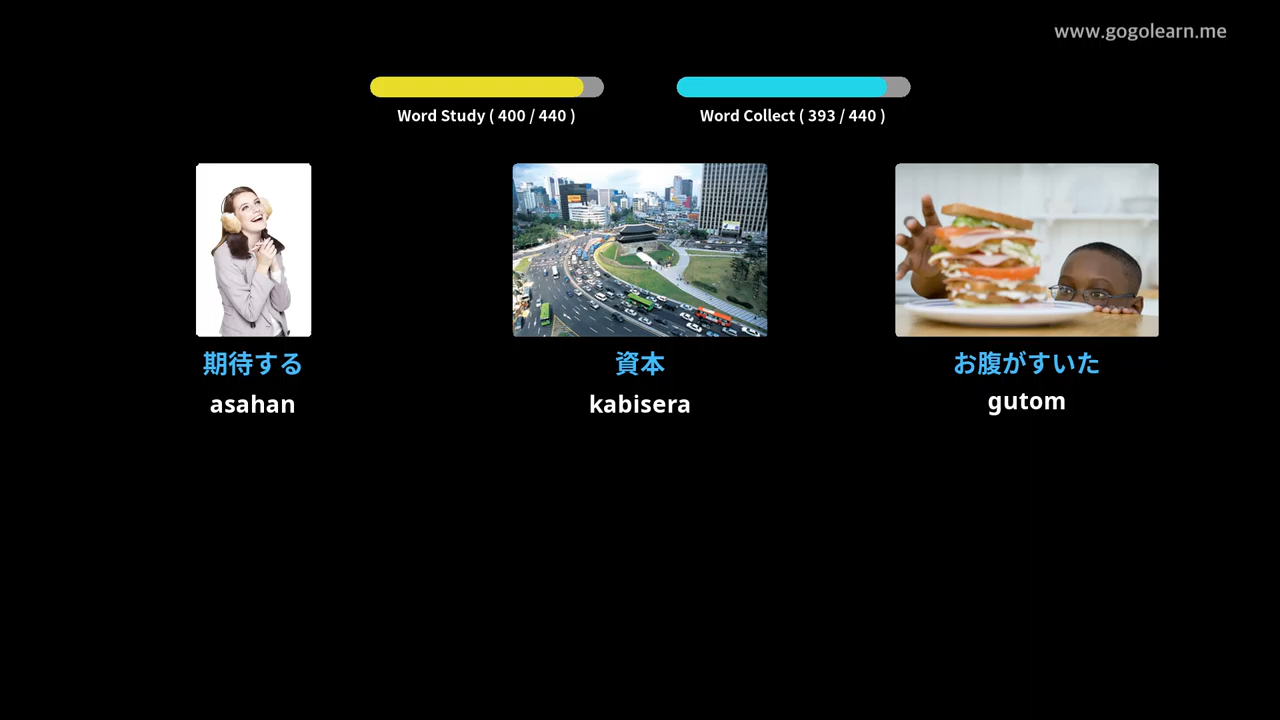 www.gogolearn.me
Word Study ( 400 / 440 )
Word Collect ( 393 / 440 )
期待する
asahan
資本
kabisera
お腹がすいた
gutom